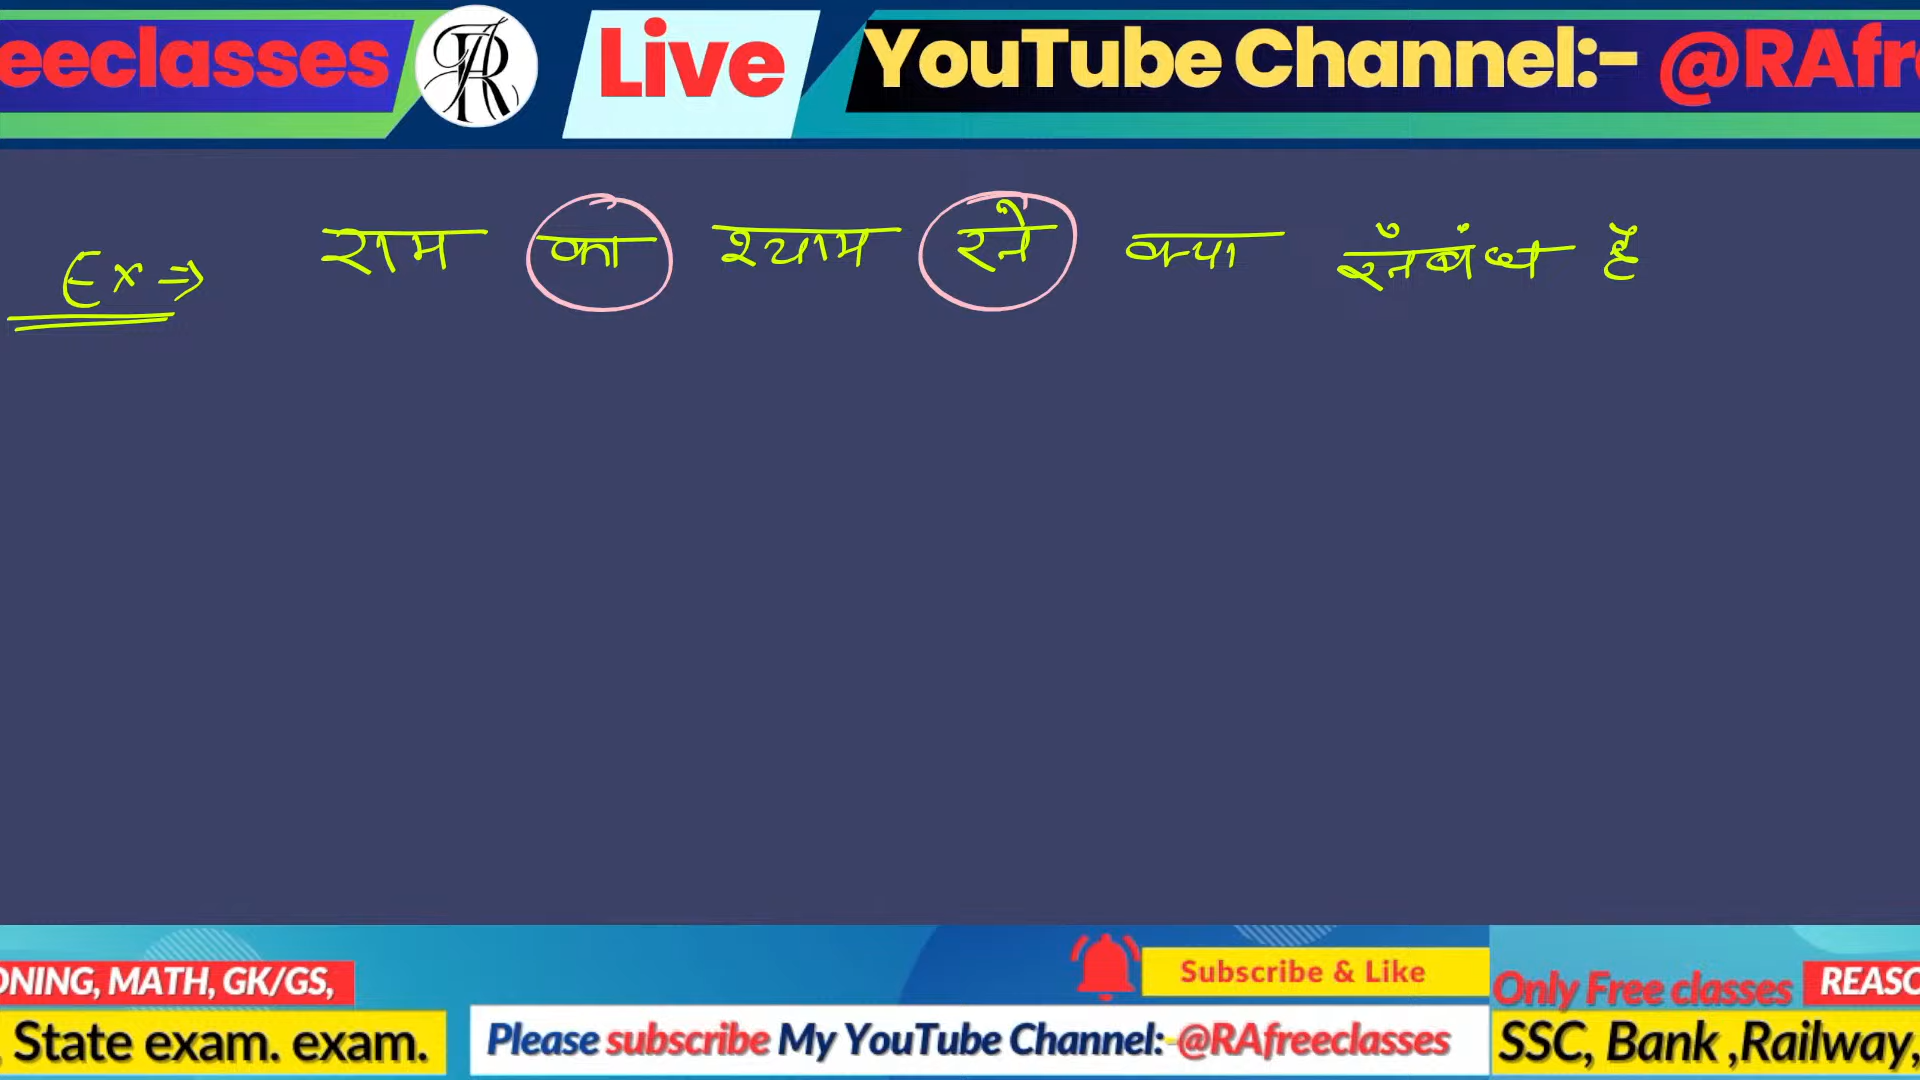 eeclasses Live YouTube Channel:- @RAfr
Ex ⇒ राम का श्याम से क्या संबंध है
Subscribe & Like
ONING, MATH, GK/GS, Only Free classes REASO
State exam. exam. Please subscribe My YouTube Channel:-@RAfreeclasses SSC, Bank ,Railway,